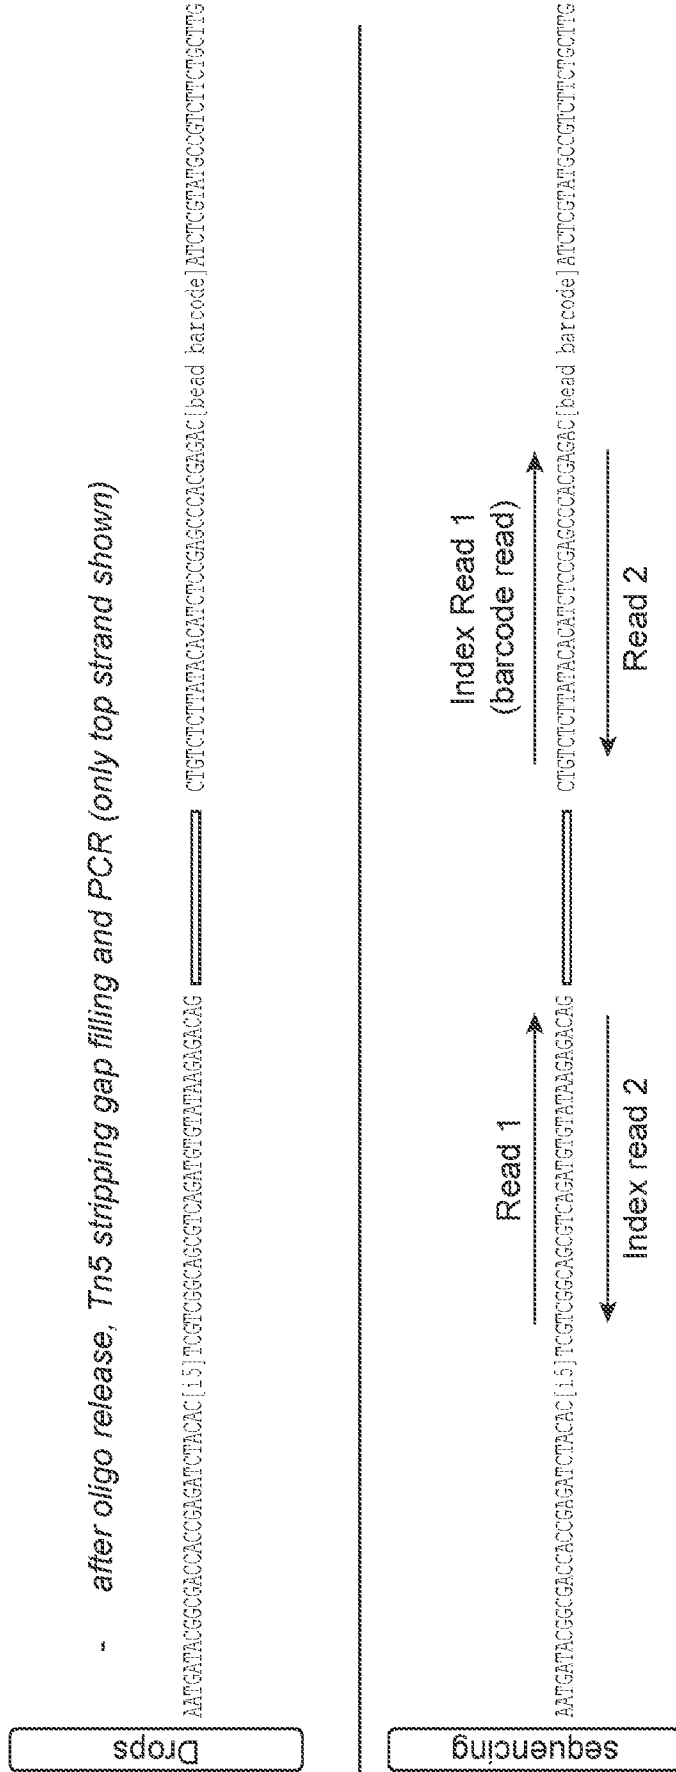 Drops
- after oligo release, Tn5 stripping gap filling and PCR (only top strand shown)
AATGATACGGCGACCACCGAGATCTACAC[i5]TCGTCGGCAGCGTCAGATGTGTATAAGAGACAG CTGTCTCTTATACACATCTCCGAGCCCACGAGAC[bead barcode]ATCTCGTATGCCGTCTTCTGCTTG
sequencing
Read 1
Index Read 1
(barcode read)
AATGATACGGCGACCACCGAGATCTACAC[i5]TCGTCGGCAGCGTCAGATGTGTATAAGAGACAG CTGTCTCTTATACACATCTCCGAGCCCACGAGAC[bead barcode]ATCTCGTATGCCGTCTTCTGCTTG
Index read 2
Read 2